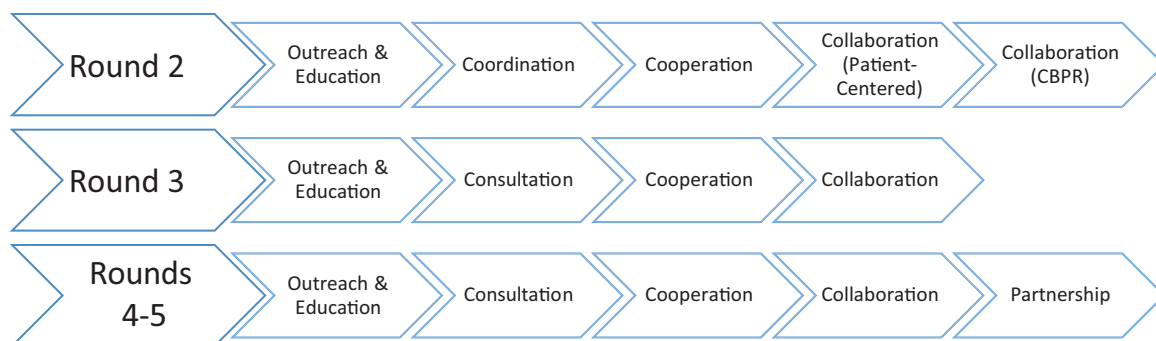 Round 2
Outreach &
Education
Coordination
Cooperation
Collaboration
(Patient-
Centered)
Collaboration
(CBPR)
Round 3
Outreach &
Education
Consultation
Cooperation
Collaboration
Rounds
4-5
Outreach &
Education
Consultation
Cooperation
Collaboration
Partnership